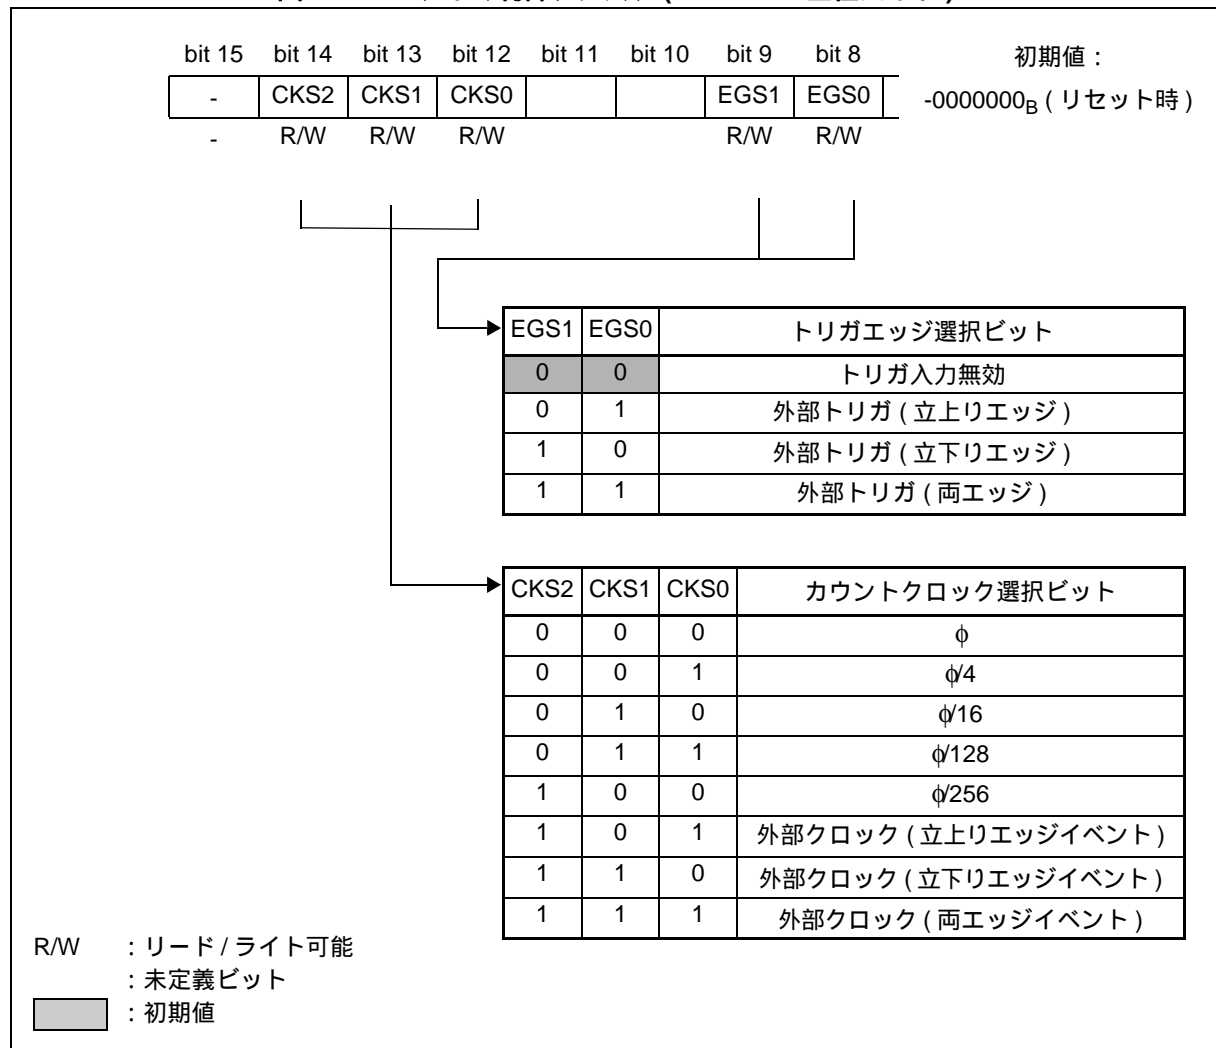 bit 15 bit 14 bit 13 bit 12 bit 11 bit 10 bit 9 bit 8 初期値：
- CKS2 CKS1 CKS0 EGS1 EGS0 -0000000B ( リセット時 )
- R/W R/W R/W R/W R/W
EGS1 EGS0 トリガエッジ選択ビット
0 0 トリガ入力無効
0 1 外部トリガ ( 立上りエッジ )
1 0 外部トリガ ( 立下りエッジ )
1 1 外部トリガ ( 両エッジ )
CKS2 CKS1 CKS0 カウントクロック選択ビット
0 0 0 φ
0 0 1 φ/4
0 1 0 φ/16
0 1 1 φ/128
1 0 0 φ/256
1 0 1 外部クロック ( 立上りエッジイベント )
1 1 0 外部クロック ( 立下りエッジイベント )
1 1 1 外部クロック ( 両エッジイベント )
R/W ：リード / ライト可能
：未定義ビット
：初期値